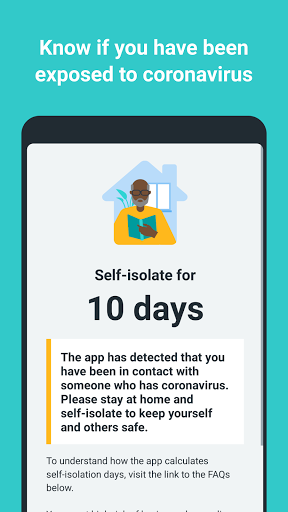 Know if you have been
exposed to coronavirus
Self-isolate for
10 days
The app has detected that you
have been in contact with
someone who has coronavirus.
Please stay at home and
self-isolate to keep yourself
and others safe.
To understand how the app calculates
self-isolation days, visit the link to the FAQs
below.